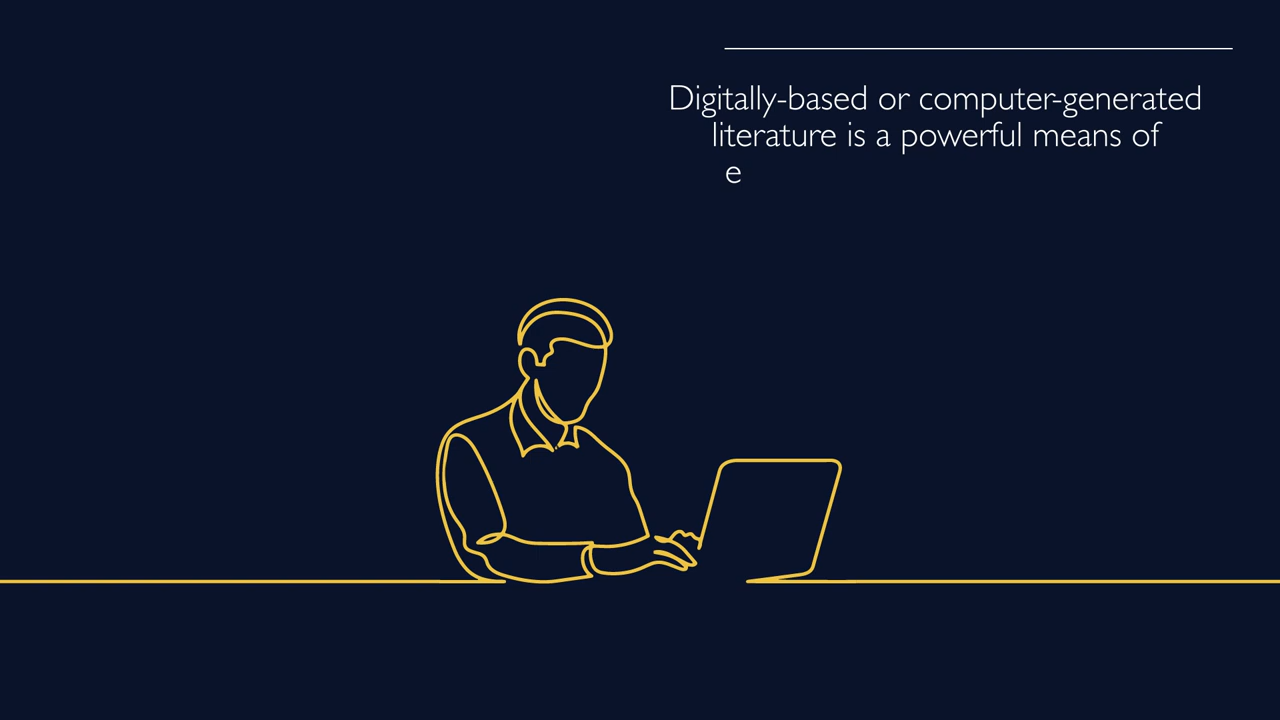 Digitally-based or computer-generated
literature is a powerful means of
e